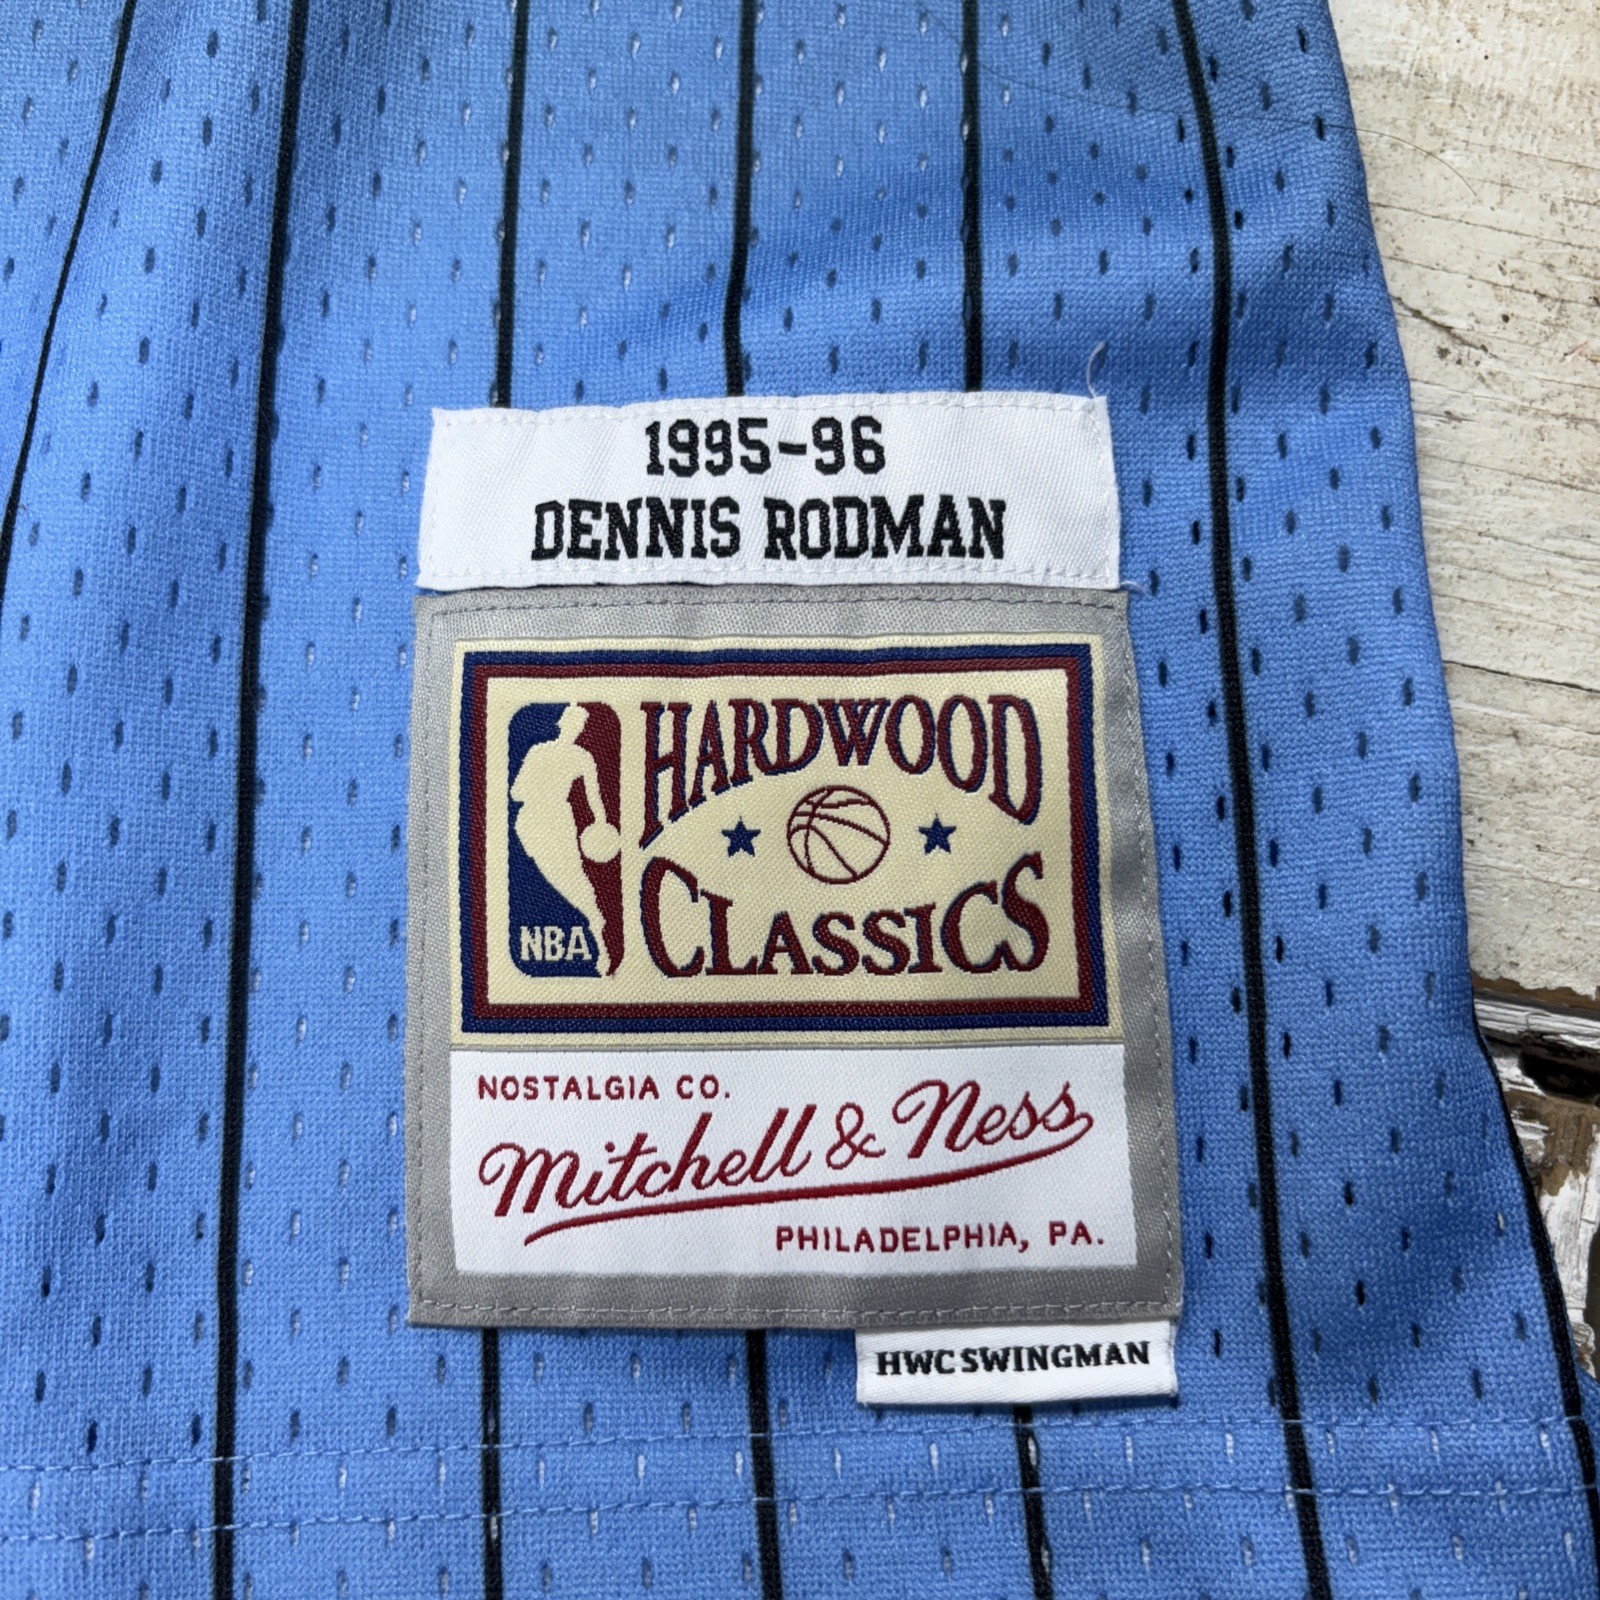 1995-96
DENNIS RODMAN
HARDWOOD
CLASSICS
NBA
NOSTALGIA CO.
Mitchell & Ness
PHILADELPHIA, PA.
HWC SWINGMAN